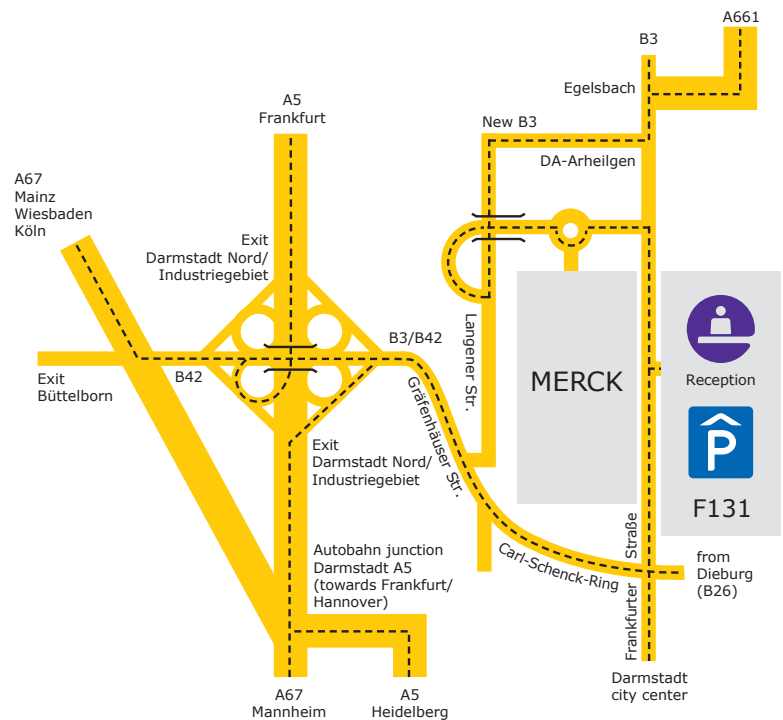 A661
B3
Egelsbach
A5
Frankfurt
New B3
DA-Arheilgen
A67
Mainz
Wiesbaden
Köln
Exit
Darmstadt Nord/
Industriegebiet
B3/B42
B42
Exit
Büttelborn
Langener Str.
Gräfenhäuser Str.
MERCK
Reception
P
F131
Exit
Darmstadt Nord/
Industriegebiet
Autobahn junction
Darmstadt A5
(towards Frankfurt/
Hannover)
Carl-Schenck-Ring
Frankfurter Straße
from
Dieburg
(B26)
A67
Mannheim
A5
Heidelberg
Darmstadt
city center